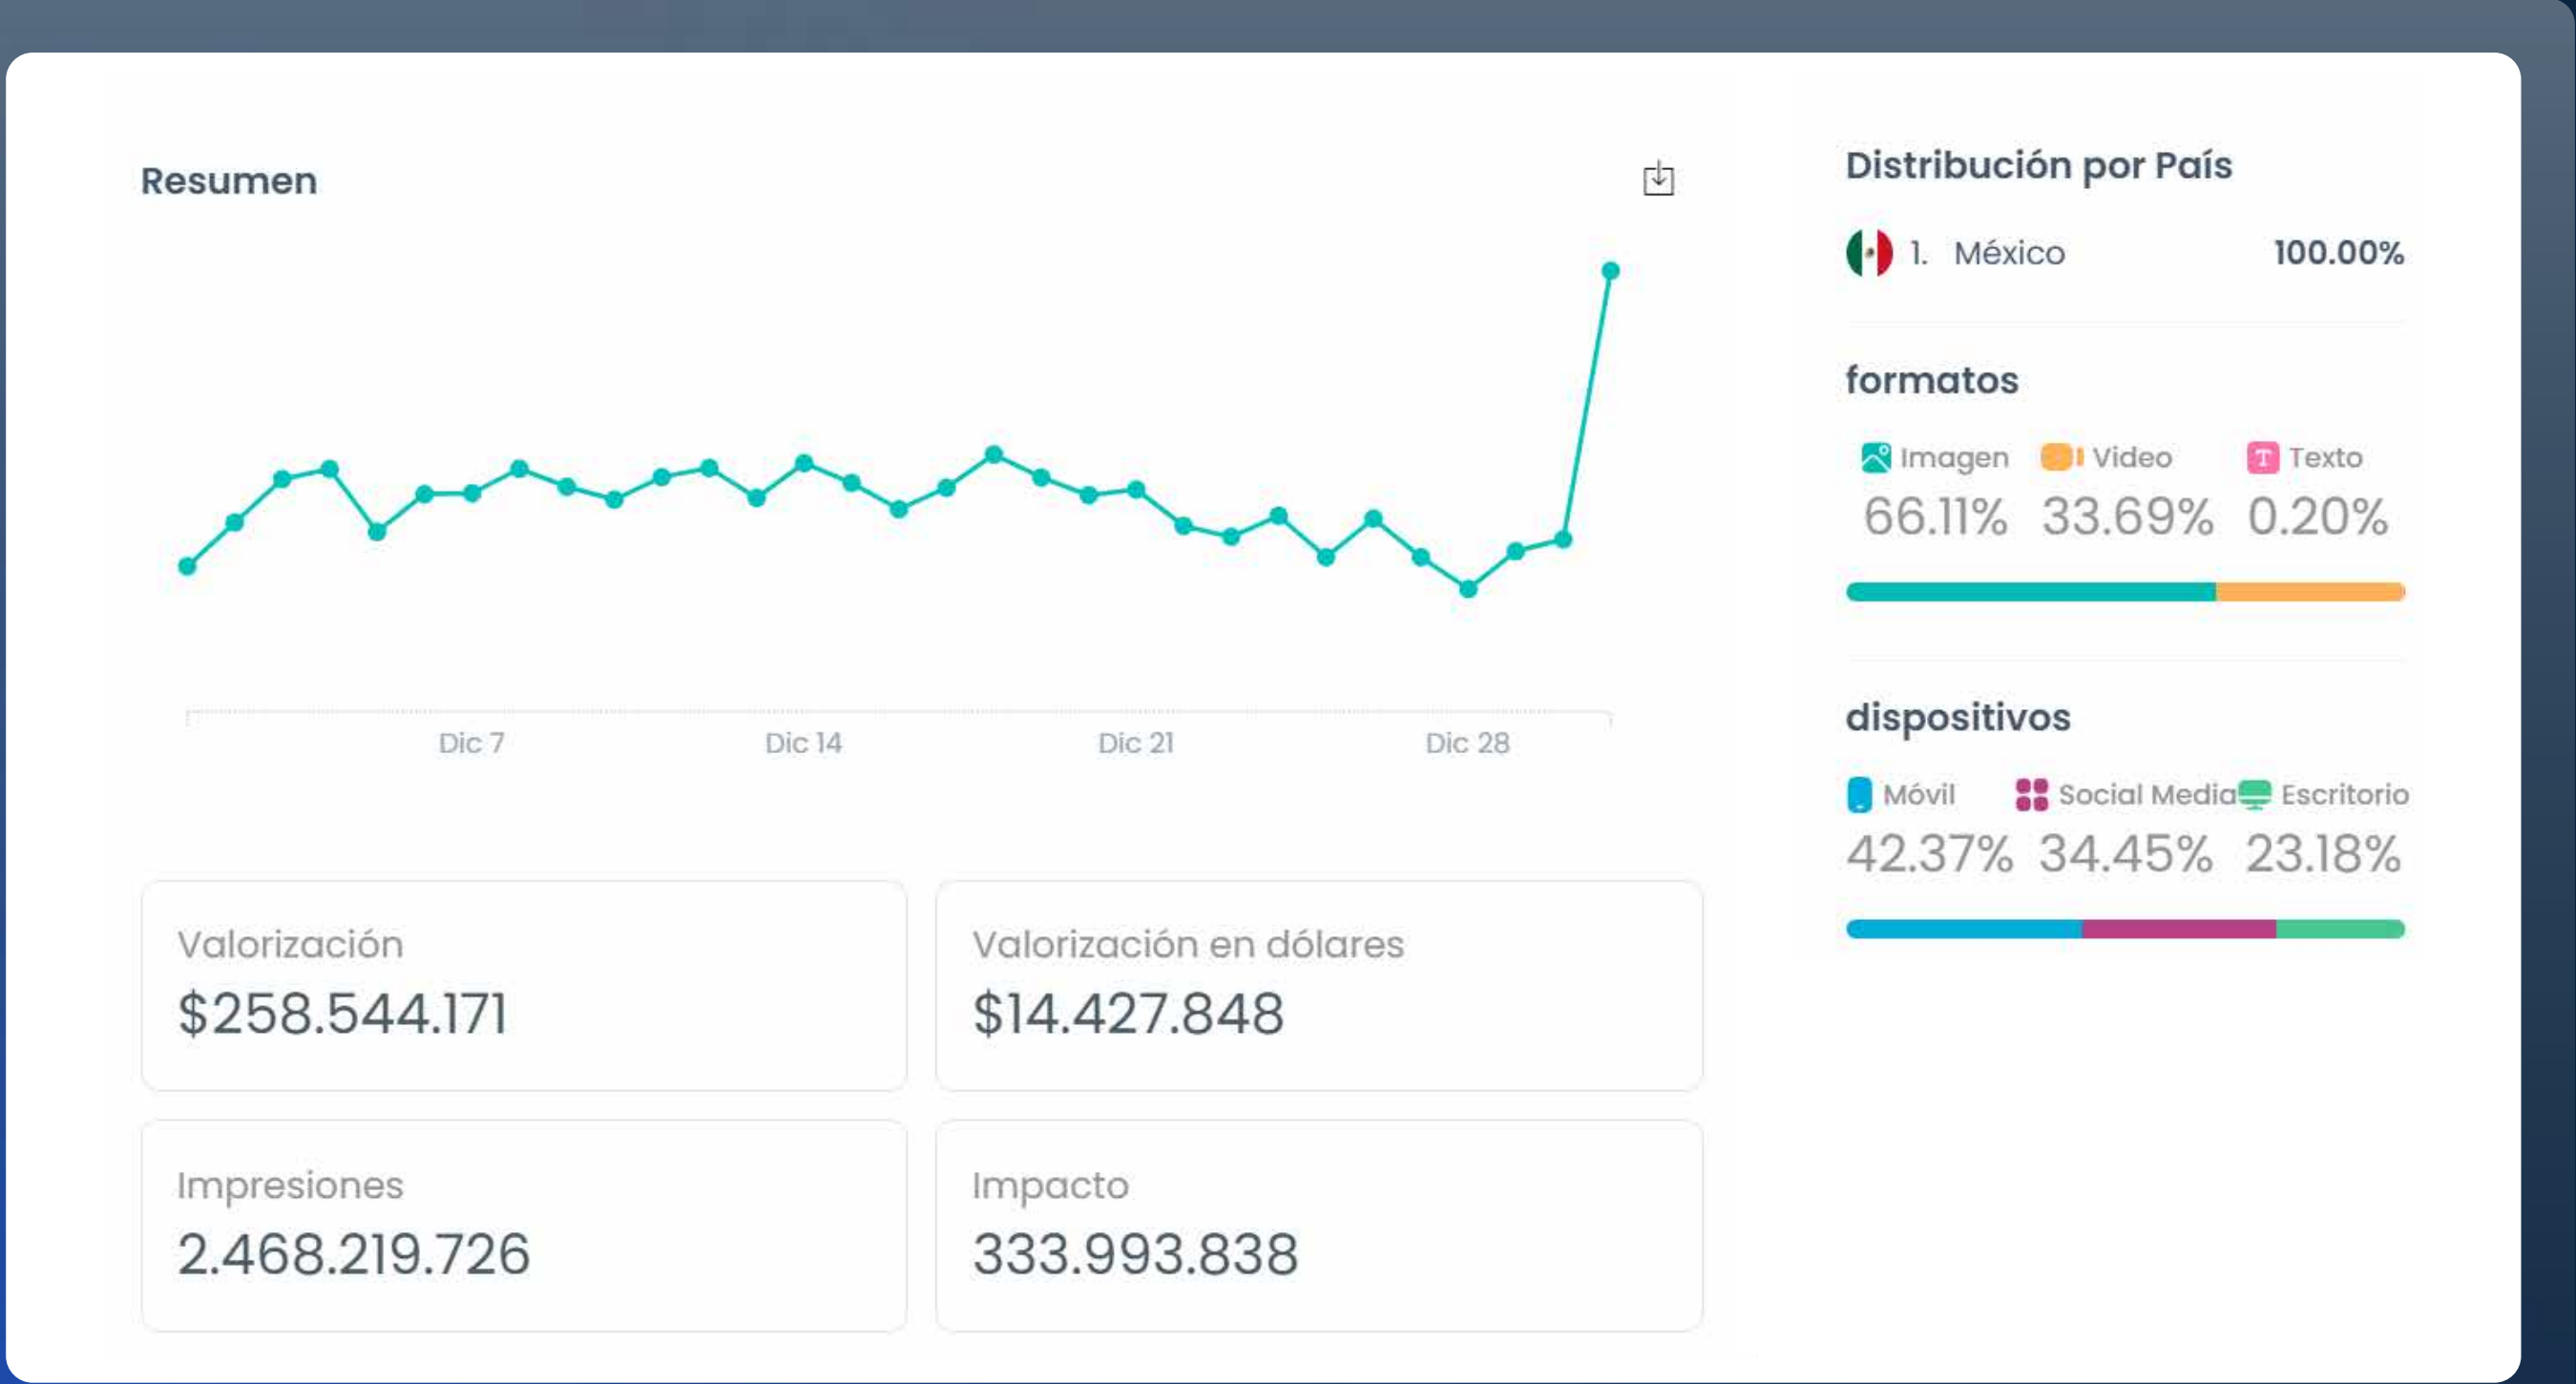 Resumen
Dic 7 Dic 14 Dic 21 Dic 28
Valorización
$258.544.171
Valorización en dólares
$14.427.848
Impresiones
2.468.219.726
Impacto
333.993.838
Distribución por País
1. México 100.00%
formatos
Imagen Video Texto
66.11% 33.69% 0.20%
dispositivos
Móvil Social Media Escritorio
42.37% 34.45% 23.18%